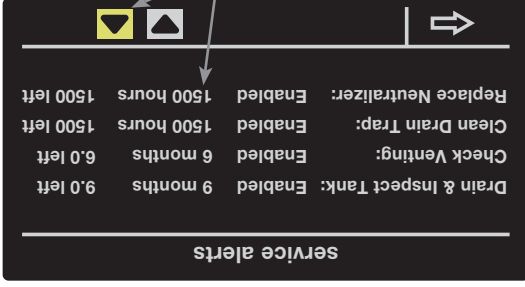 service alerts
Drain & Inspect Tank: Enabled 9 months 9.0 left
Check Venting: Enabled 6 months 6.0 left
Clean Drain Trap: Enabled 1500 hours 1500 left
Replace Neutralizer: Enabled 1500 hours 1500 left